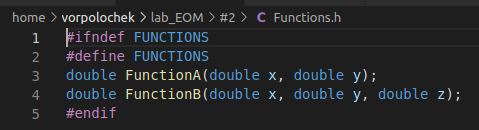 home > vorpolochek > lab_EOM > #2 > C Functions.h
1 #ifndef FUNCTIONS
2 #define FUNCTIONS
3 double FunctionA(double x, double y);
4 double FunctionB(double x, double y, double z);
5 #endif